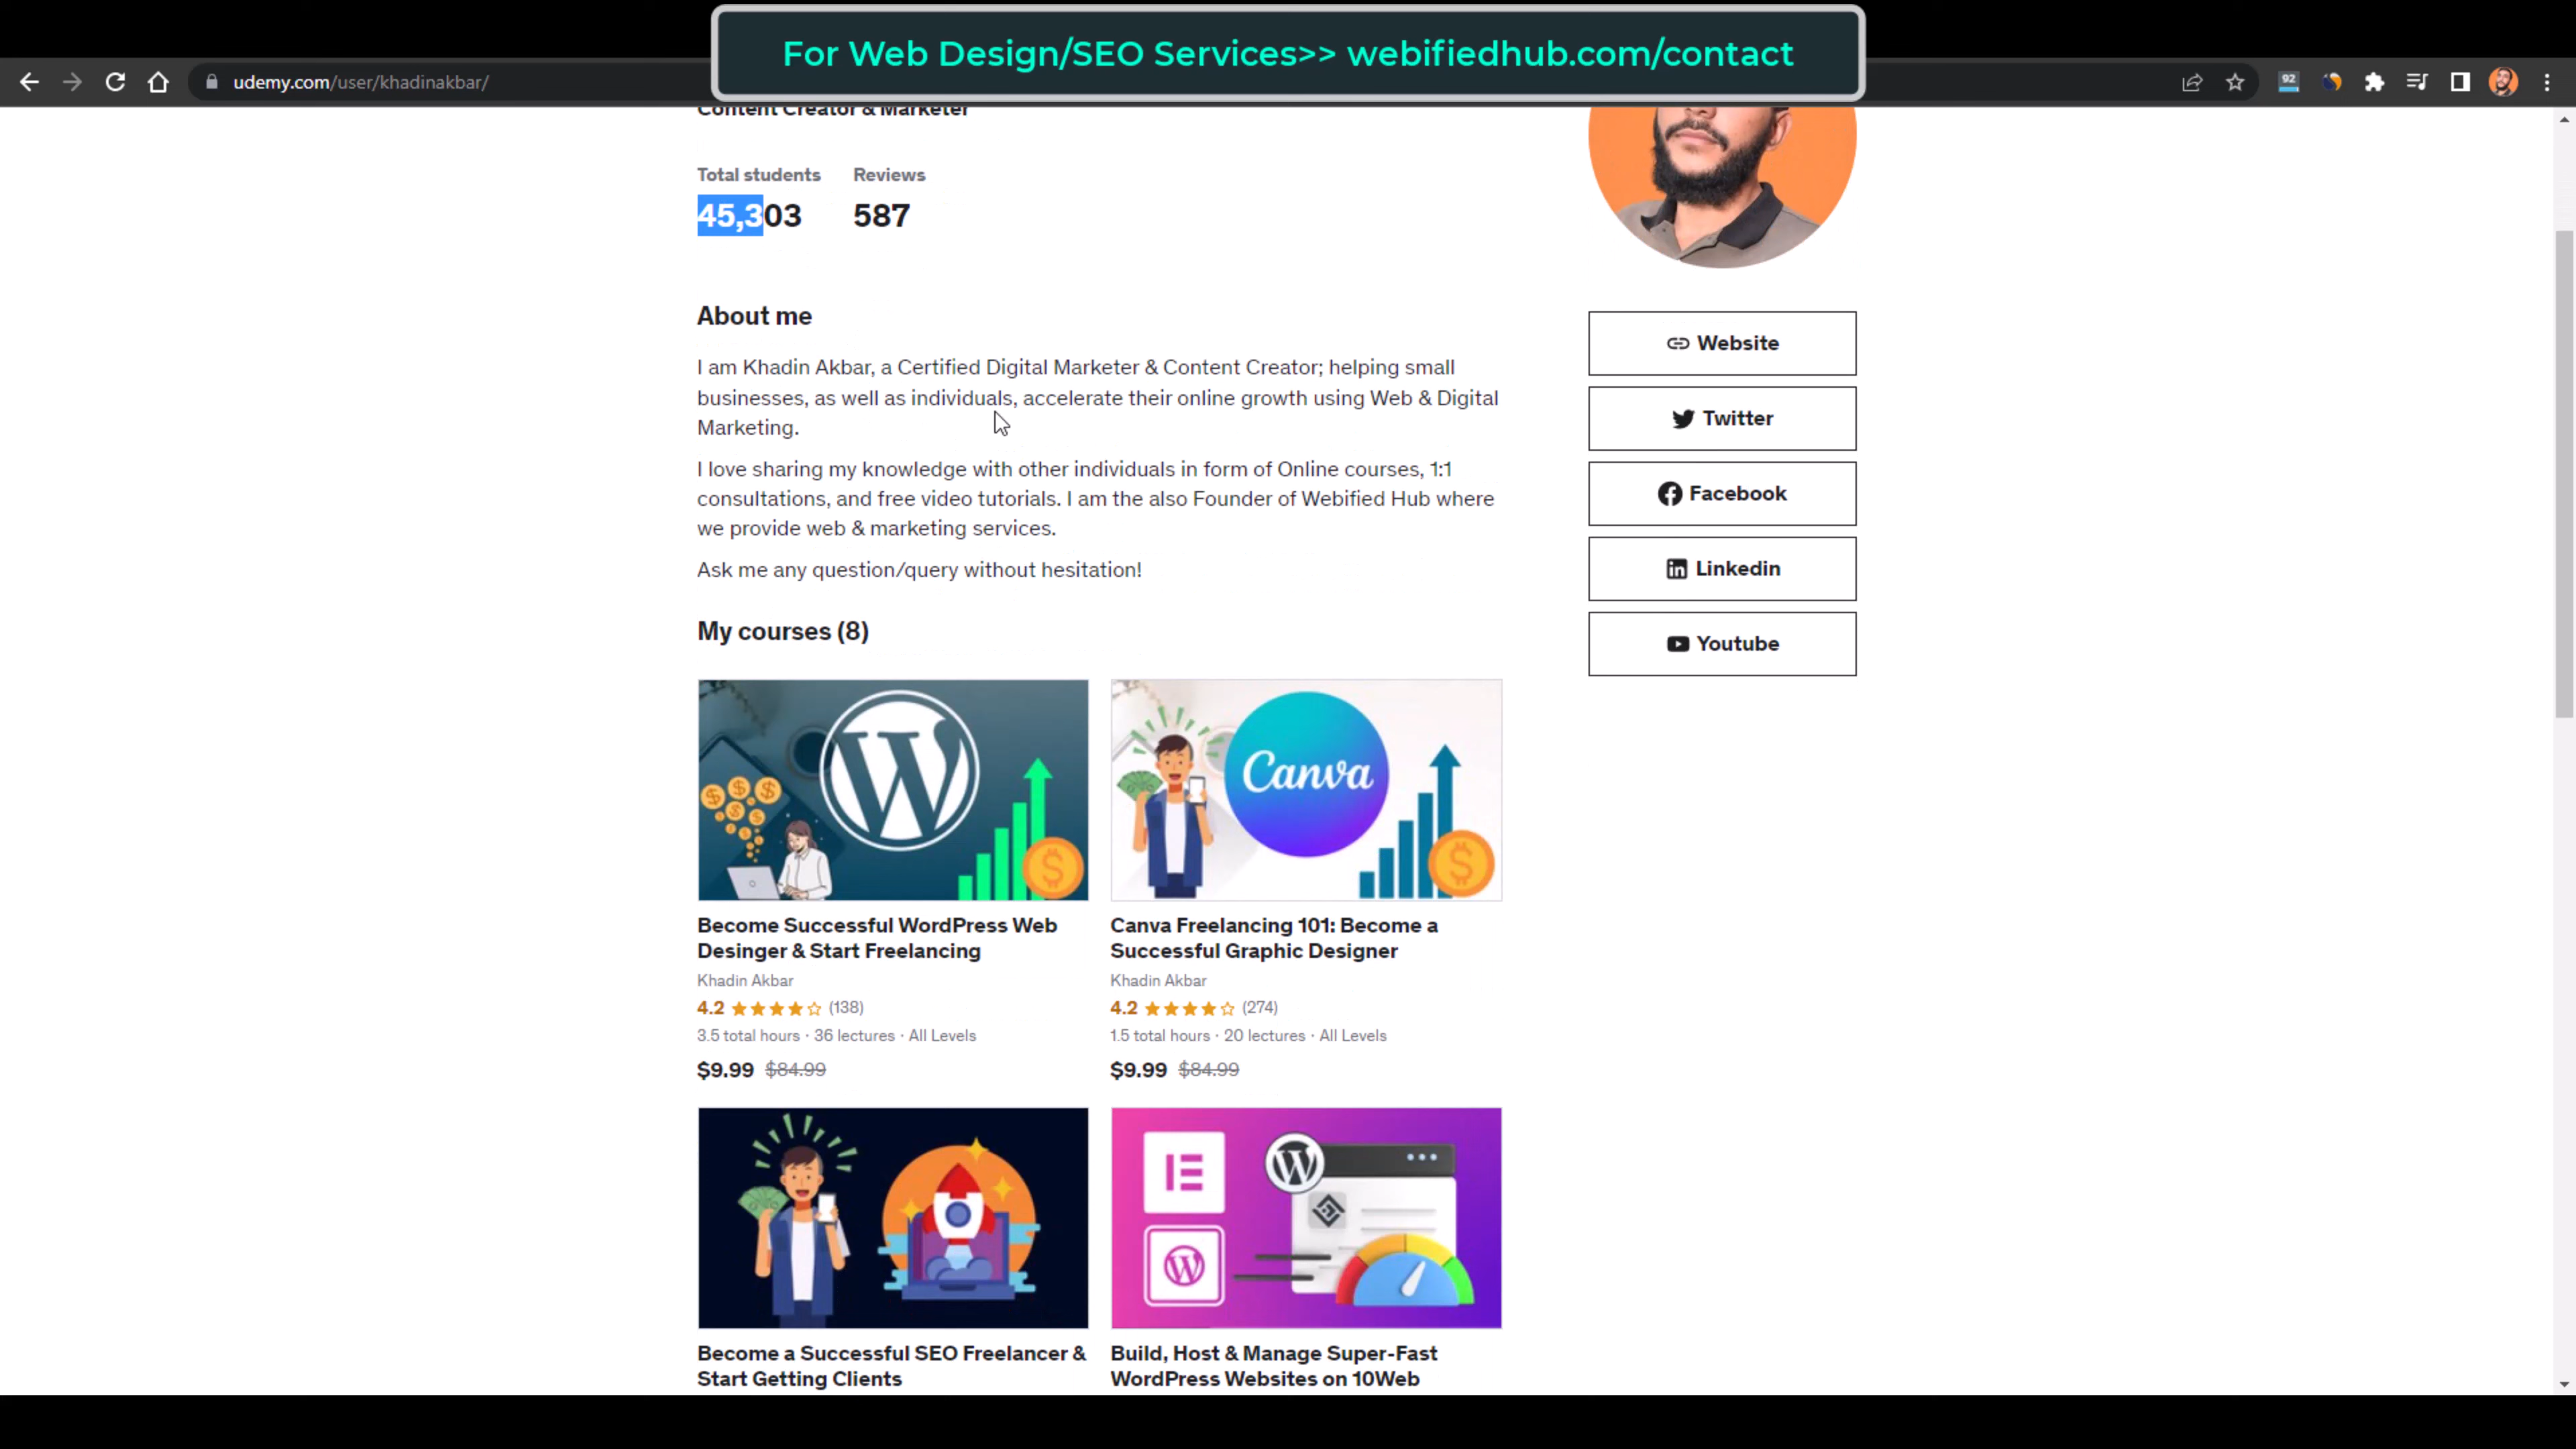 For Web Design/SEO Services>> webifiedhub.com/contact
udemy.com/user/khadinakbar/
92
Content Creator & Marketer
Total students
Reviews
45,303
587
About me
I am Khadin Akbar, a Certified Digital Marketer & Content Creator; helping small
businesses, as well as individuals, accelerate their online growth using Web & Digital
Marketing.
I love sharing my knowledge with other individuals in form of Online courses, 1:1
consultations, and free video tutorials. I am the also Founder of Webified Hub where
we provide web & marketing services.
Ask me any question/query without hesitation!
Website
Twitter
Facebook
Linkedin
Youtube
My courses (8)
Canva
Become Successful WordPress Web
Desinger & Start Freelancing
Khadin Akbar
4.2 (138)
3.5 total hours · 36 lectures · All Levels
$9.99 $84.99
Canva Freelancing 101: Become a
Successful Graphic Designer
Khadin Akbar
4.2 (274)
1.5 total hours · 20 lectures · All Levels
$9.99 $84.99
Become a Successful SEO Freelancer &
Start Getting Clients
Build, Host & Manage Super-Fast
WordPress Websites on 10Web